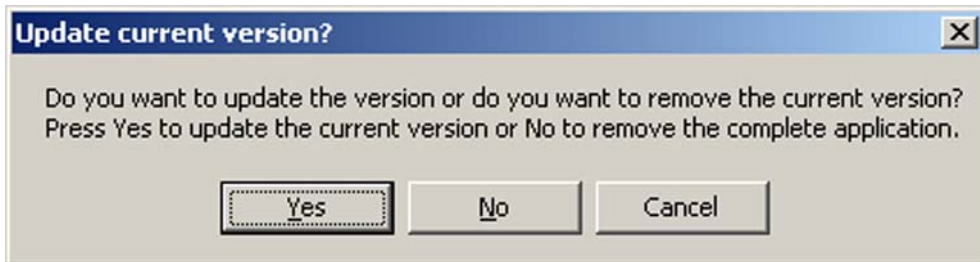 Update current version?
Do you want to update the version or do you want to remove the current version?
Press Yes to update the current version or No to remove the complete application.
Yes No Cancel